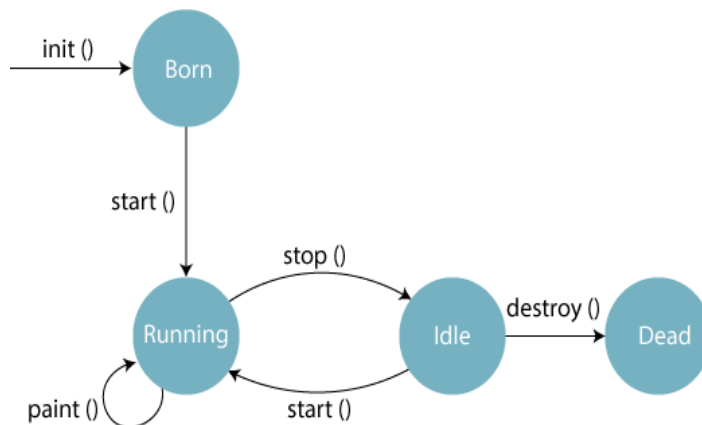 init ()
Born
start ()
stop ()
destroy ()
Running
Idle
Dead
paint ()
start ()